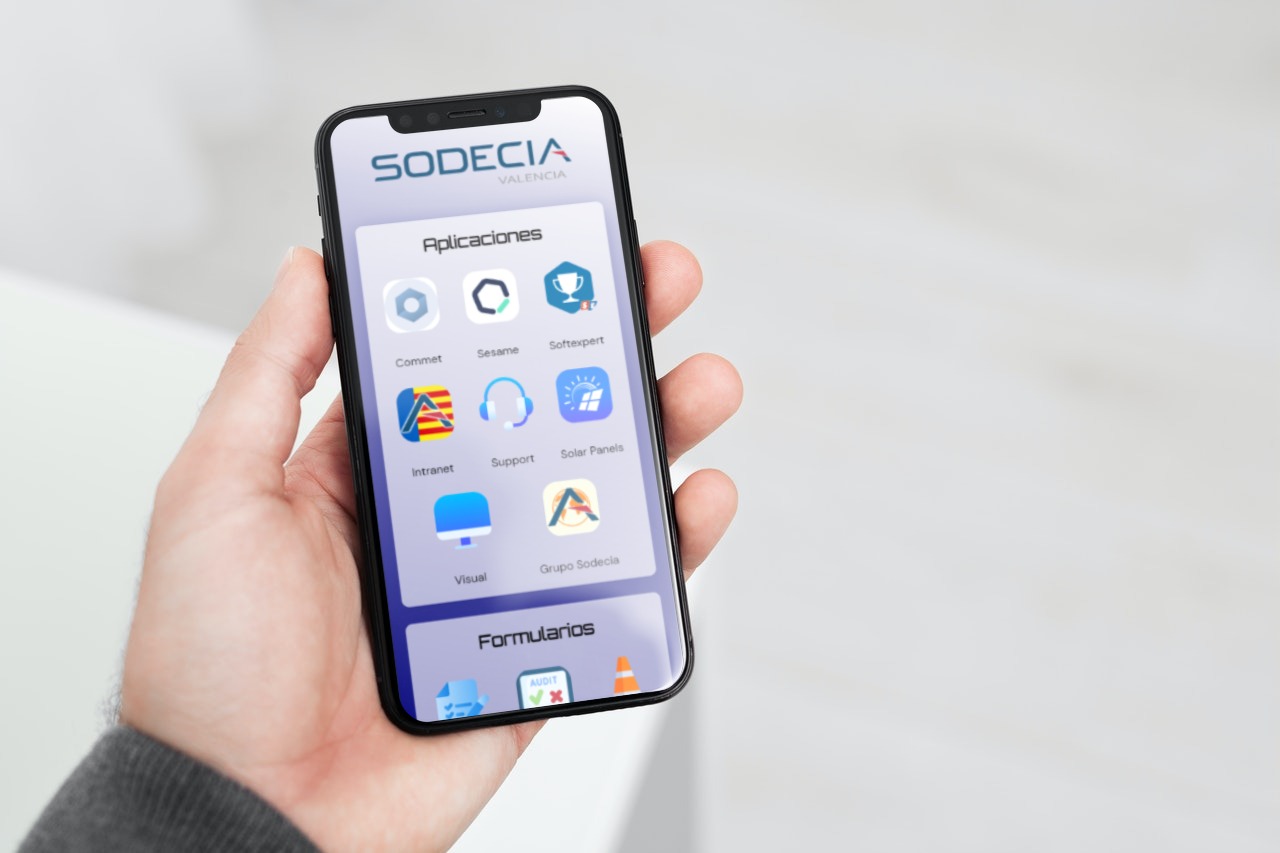 SODECIA
VALENCIA
Aplicaciones
Commet Sesame Softexpert
Intranet Support Solar Panels
Visual Grupo Sodecia
Formularios
AUDIT